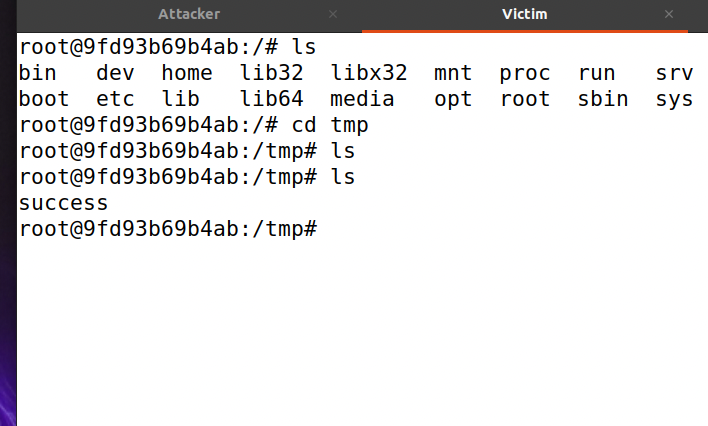 Attacker × Victim ×
root@9fd93b69b4ab:/# ls
bin dev home lib32 libx32 mnt proc run srv
boot etc lib lib64 media opt root sbin sys
root@9fd93b69b4ab:/# cd tmp
root@9fd93b69b4ab:/tmp# ls
root@9fd93b69b4ab:/tmp# ls
success
root@9fd93b69b4ab:/tmp#